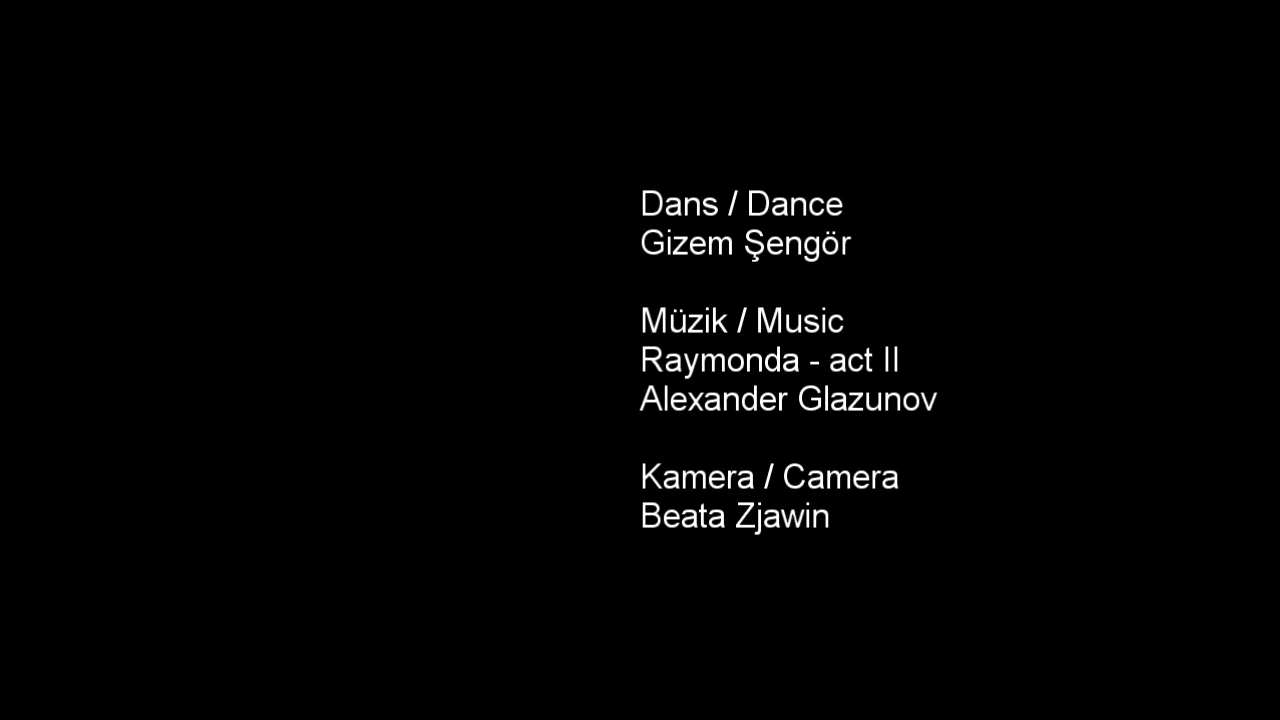 Dans / Dance
Gizem Şengör
Müzik / Music
Raymonda - act II
Alexander Glazunov
Kamera / Camera
Beata Zjawin